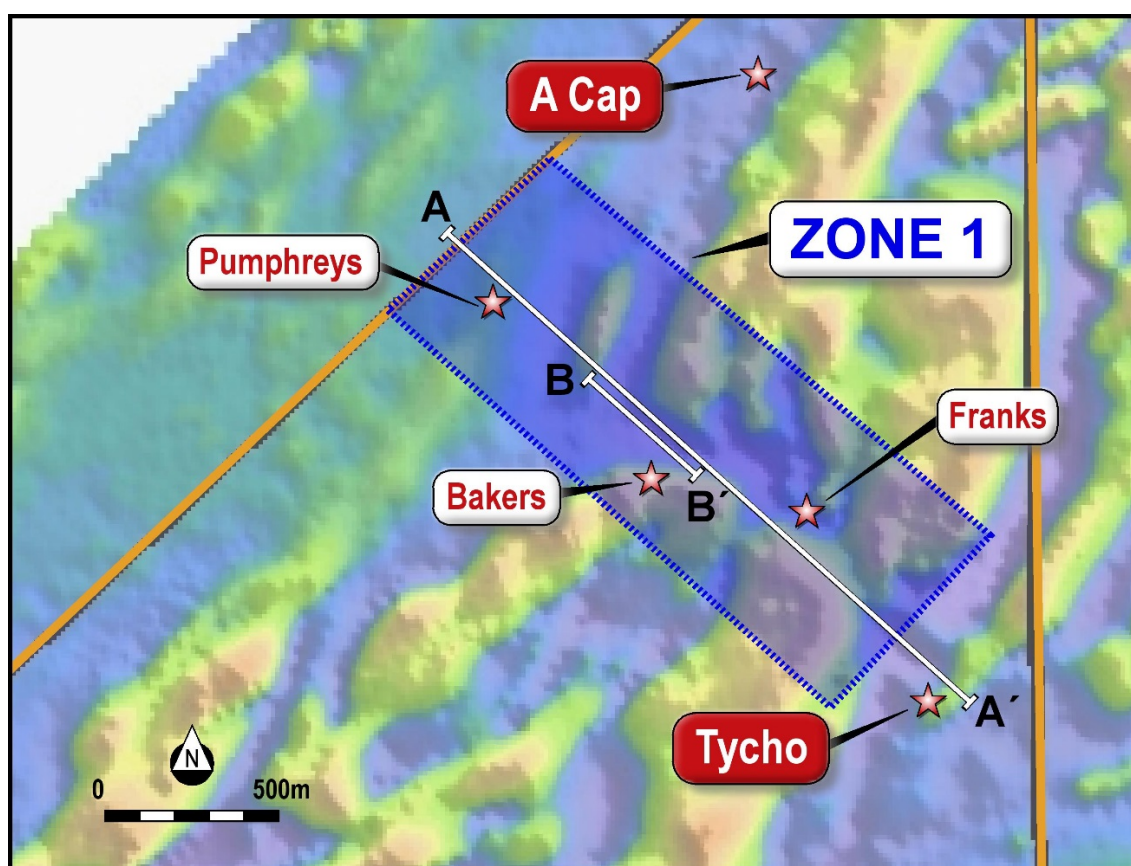 A Cap
A
ZONE 1
Pumphreys
B
Franks
Bakers
B´
A´
Tycho
N
0 500m